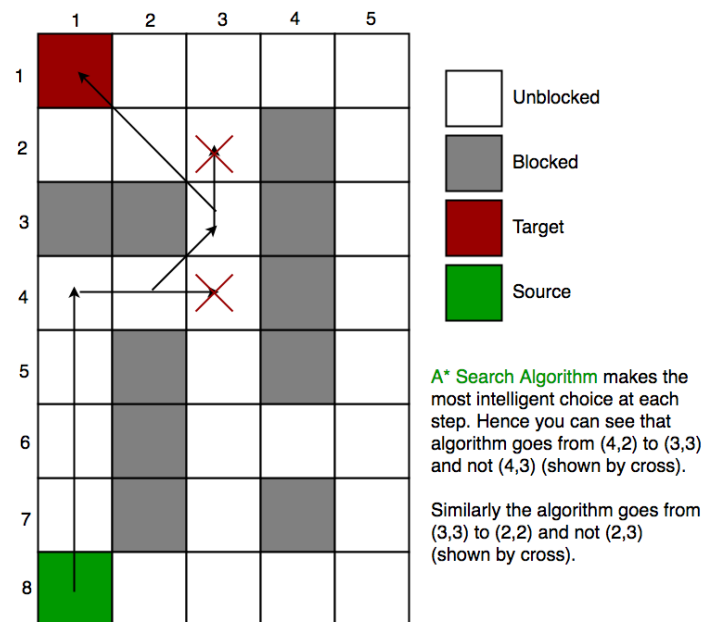 1 2 3 4 5
1
2
3
4
5
6
7
8
Unblocked
Blocked
Target
Source
A* Search Algorithm makes the
most intelligent choice at each
step. Hence you can see that
algorithm goes from (4,2) to (3,3)
and not (4,3) (shown by cross).
Similarly the algorithm goes from
(3,3) to (2,2) and not (2,3)
(shown by cross).